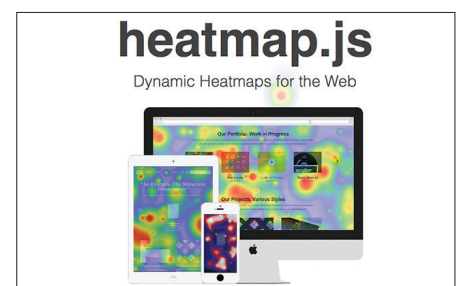 heatmap.js
Dynamic Heatmaps for the Web
Our Portfolio, Work in Progress
Our Projects, Various Styles